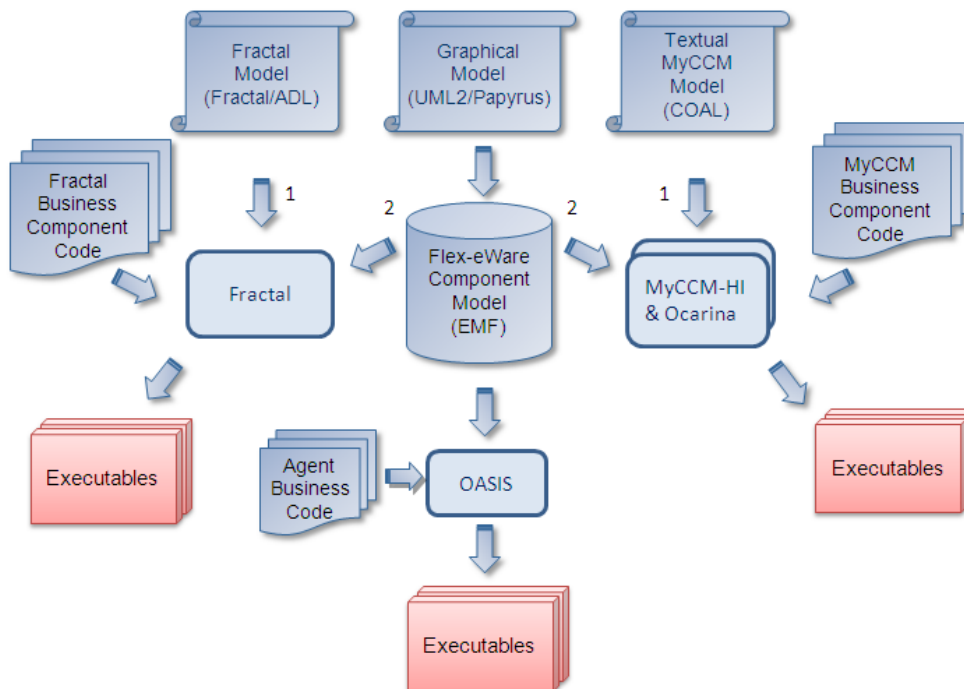 Fractal
Model
(Fractal/ADL)
Graphical
Model
(UML2/Papyrus)
Textual
MyCCM
Model
(COAL)
Fractal
Business
Component
Code
1
2
2
1
MyCCM
Business
Component
Code
Fractal
Flex-eWare
Component
Model
(EMF)
MyCCM-HI
& Ocarina
Executables
Agent
Business
Code
OASIS
Executables
Executables